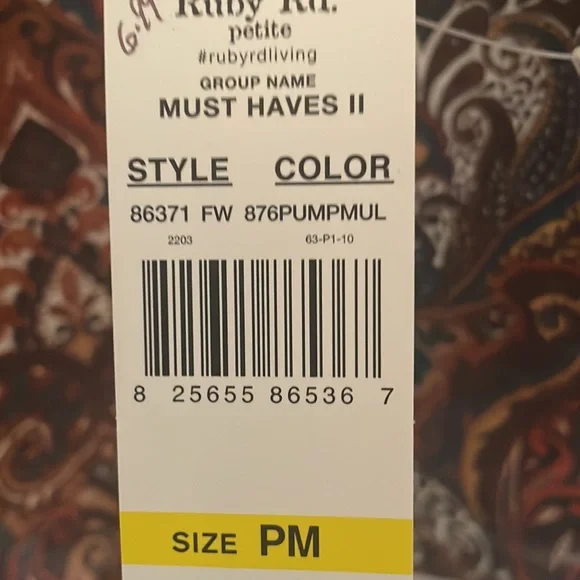 6.99
Ruby Rd.
petite
#rubyrdliving
GROUP NAME
MUST HAVES II
STYLE COLOR
86371 FW 876PUMPMUL
2203 63-P1-10
8 25655 86536 7
SIZE PM